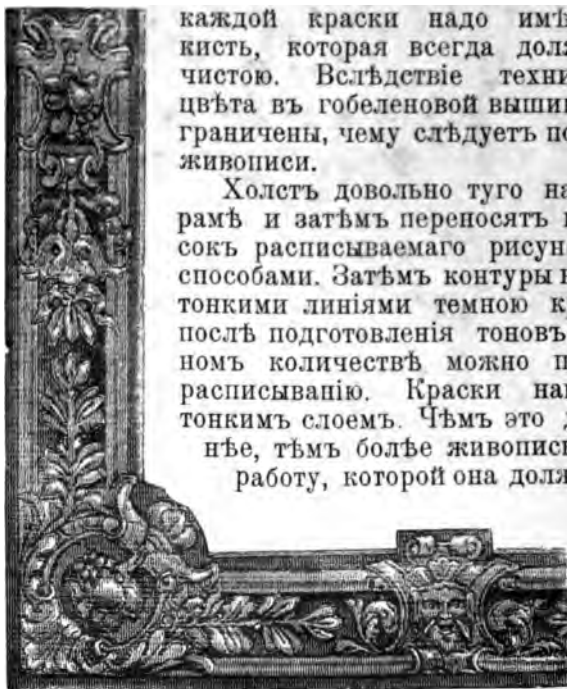 каждой краски надо имѣ
кисть, которая всегда долж
чистою. Вслѣдствіе техни
цвѣта въ гобеленовой вышив
граничены, чему слѣдуетъ по
живописи.
Холстъ довольно туго на
рамѣ и затѣмъ переносятъ
сокъ расписываемаго рисун
способами. Затѣмъ контуры
тонкими линіями темною к
послѣ подготовленія тоновъ
номъ количествѣ можно п
расписыванію. Краски на
тонкимъ слоемъ. Чѣмъ это
нѣе, тѣмъ болѣе живопис
работу, которой она долж